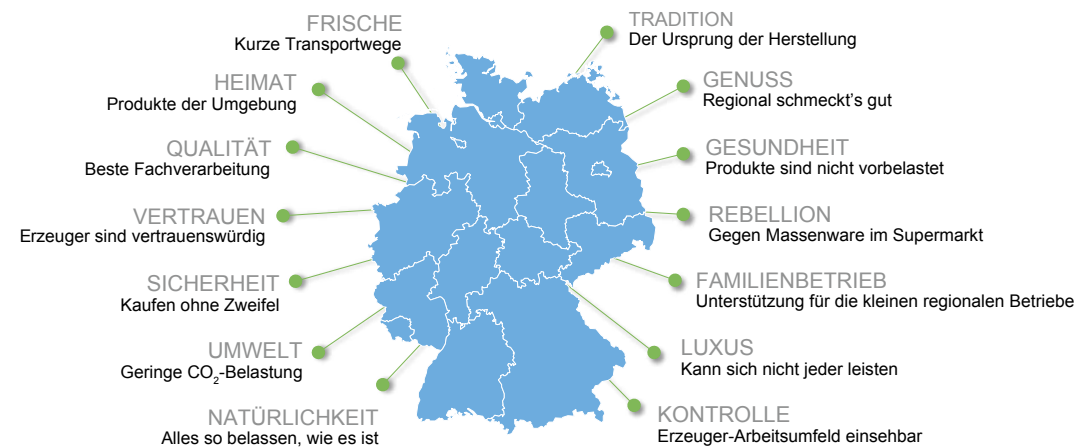 FRISCHE
Kurze Transportwege
HEIMAT
Produkte der Umgebung
QUALITÄT
Beste Fachverarbeitung
VERTRAUEN
Erzeuger sind vertrauenswürdig
SICHERHEIT
Kaufen ohne Zweifel
UMWELT
Geringe CO₂-Belastung
NATÜRLICHKEIT
Alles so belassen, wie es ist
TRADITION
Der Ursprung der Herstellung
GENUSS
Regional schmeckt's gut
GESUNDHEIT
Produkte sind nicht vorbelastet
REBELLION
Gegen Massenware im Supermarkt
FAMILIENBETRIEB
Unterstützung für die kleinen regionalen Betriebe
LUXUS
Kann sich nicht jeder leisten
KONTROLLE
Erzeuger-Arbeitsumfeld einsehbar